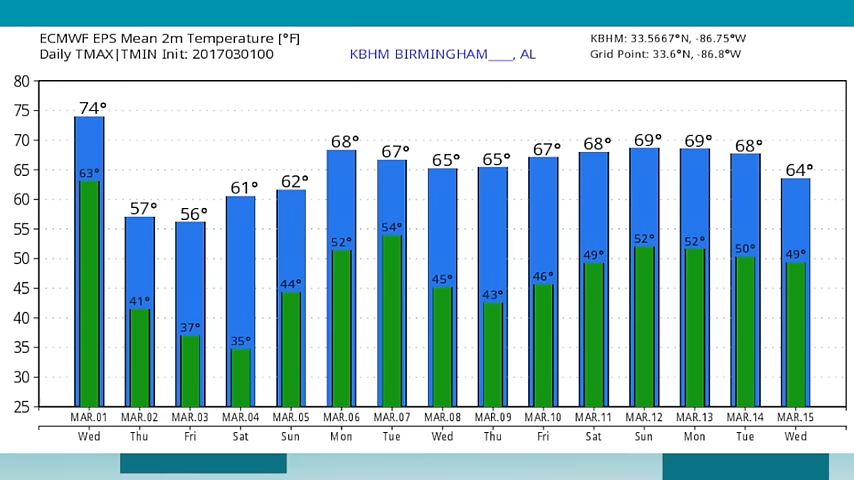 ECMWF EPS Mean 2m Temperature [°F]
Daily TMAX|TMIN Init: 2017030100
KBHM BIRMINGHAM___, AL
KBHM: 33.5667°N, -86.75°W
Grid Point: 33.6°N, -86.8°W
80
75
70
65
60
55
50
45
40
35
30
25
74° 57° 56° 61° 62° 68° 67° 65° 65° 67° 68° 69° 69° 68° 64°
63° 41° 37° 35° 44° 52° 54° 45° 43° 46° 49° 52° 52° 50° 49°
MAR.01 MAR.02 MAR.03 MAR.04 MAR.05 MAR.06 MAR.07 MAR.08 MAR.09 MAR.10 MAR.11 MAR.12 MAR.13 MAR.14 MAR.15
Wed Thu Fri Sat Sun Mon Tue Wed Thu Fri Sat Sun Mon Tue Wed